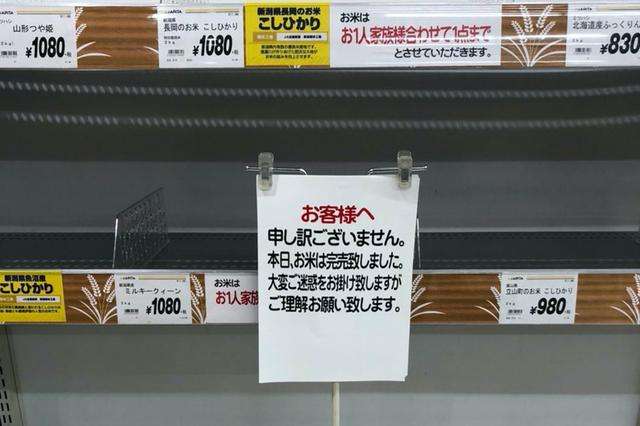 山形つや姫
¥1080
長岡のお米 こしひかり
¥1080
新潟県長岡のお米
こしひかり
お米は
お1人家族様合わせて1点まで
とさせていただきます。
北海道産ふっくりん
¥830
お客様へ
申し訳ございません。
本日、お米は完売致しました。
大変ご迷惑をお掛け致しますが
ご理解お願い致します。
新潟県魚沼産
こしひかり
ミルキークィーン
¥1080
お米は
お1人家族
立山町のお米 こしひかり
¥980